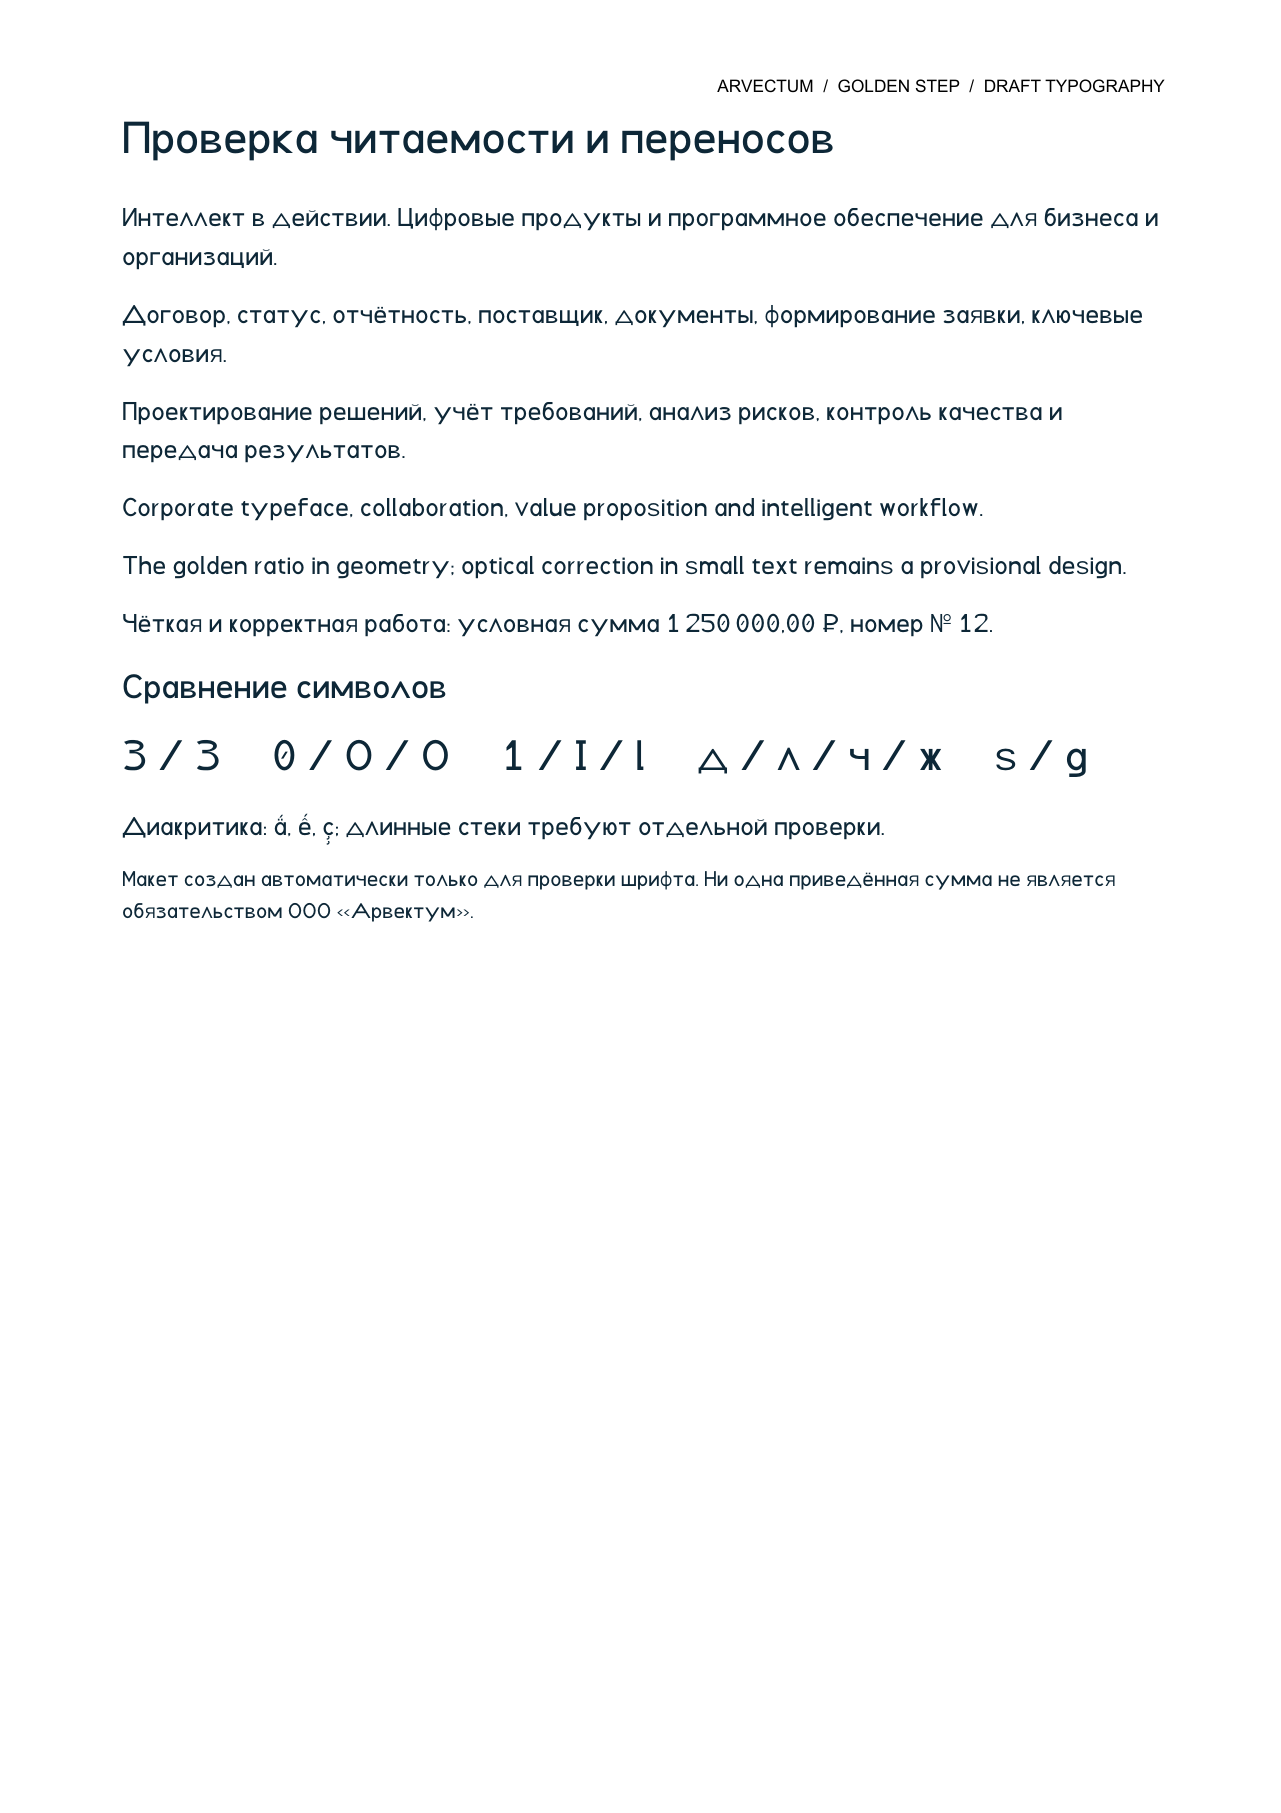 ARVECTUM / GOLDEN STEP / DRAFT TYPOGRAPHY
Проверка читаемости и переносов
Интеллект в действии. Цифровые продукты и программное обеспечение для бизнеса и
организаций.
Договор, статус, отчётность, поставщик, документы, формирование заявки, ключевые
условия.
Проектирование решений, учёт требований, анализ рисков, контроль качества и
передача результатов.
Corporate typeface, collaboration, value proposition and intelligent workflow.
The golden ratio in geometry; optical correction in small text remains a provisional design.
Чёткая и корректная работа: условная сумма 1 250 000,00 ₽, номер № 12.
Сравнение символов
З / 3 0 / O / О 1 / I / l д / л / ч / ж s / g
Диакритика: ä́, ế, ç̦; длинные стеки требуют отдельной проверки.
Макет создан автоматически только для проверки шрифта. Ни одна приведённая сумма не является
обязательством ООО «Арвектум».